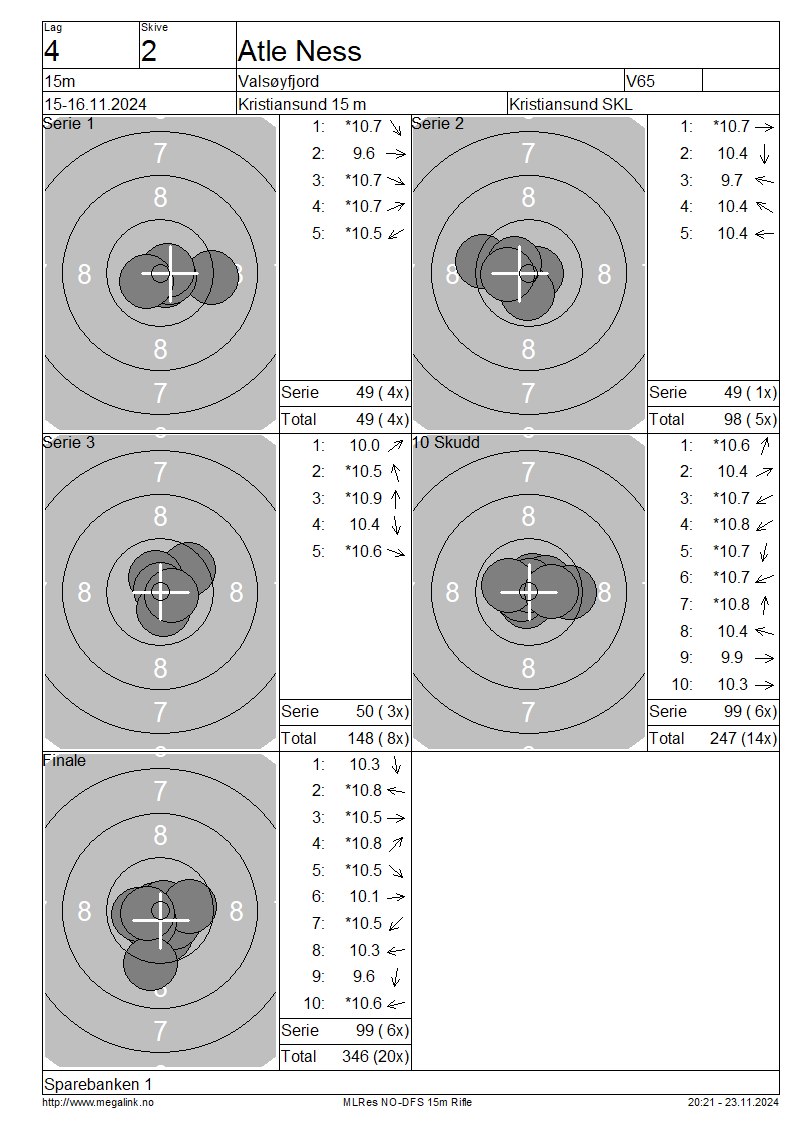 Lag Skive
4 2 Atle Ness
15m Valsøyfjord V65
15-16.11.2024 Kristiansund 15 m Kristiansund SKL
Serie 1
7
8
8 8
8
7
1: *10.7
2: 9.6
3: *10.7
4: *10.7
5: *10.5
Serie 49 ( 4x)
Total 49 ( 4x)
Serie 2
7
8
8 8
8
7
1: *10.7
2: 10.4
3: 9.7
4: 10.4
5: 10.4
Serie 49 ( 1x)
Total 98 ( 5x)
Serie 3
7
8
8 8
8
7
1: 10.0
2: *10.5
3: *10.9
4: 10.4
5: *10.6
Serie 50 ( 3x)
Total 148 ( 8x)
10 Skudd
7
8
8 8
8
7
1: *10.6
2: 10.4
3: *10.7
4: *10.8
5: *10.7
6: *10.7
7: *10.8
8: 10.4
9: 9.9
10: 10.3
Serie 99 ( 6x)
Total 247 (14x)
Finale
7
8
8 8
8
7
1: 10.3
2: *10.8
3: *10.5
4: *10.8
5: *10.5
6: 10.1
7: *10.5
8: 10.3
9: 9.6
10: *10.6
Serie 99 ( 6x)
Total 346 (20x)
Sparebanken 1
http://www.megalink.no MLRes NO-DFS 15m Rifle 20:21 - 23.11.2024